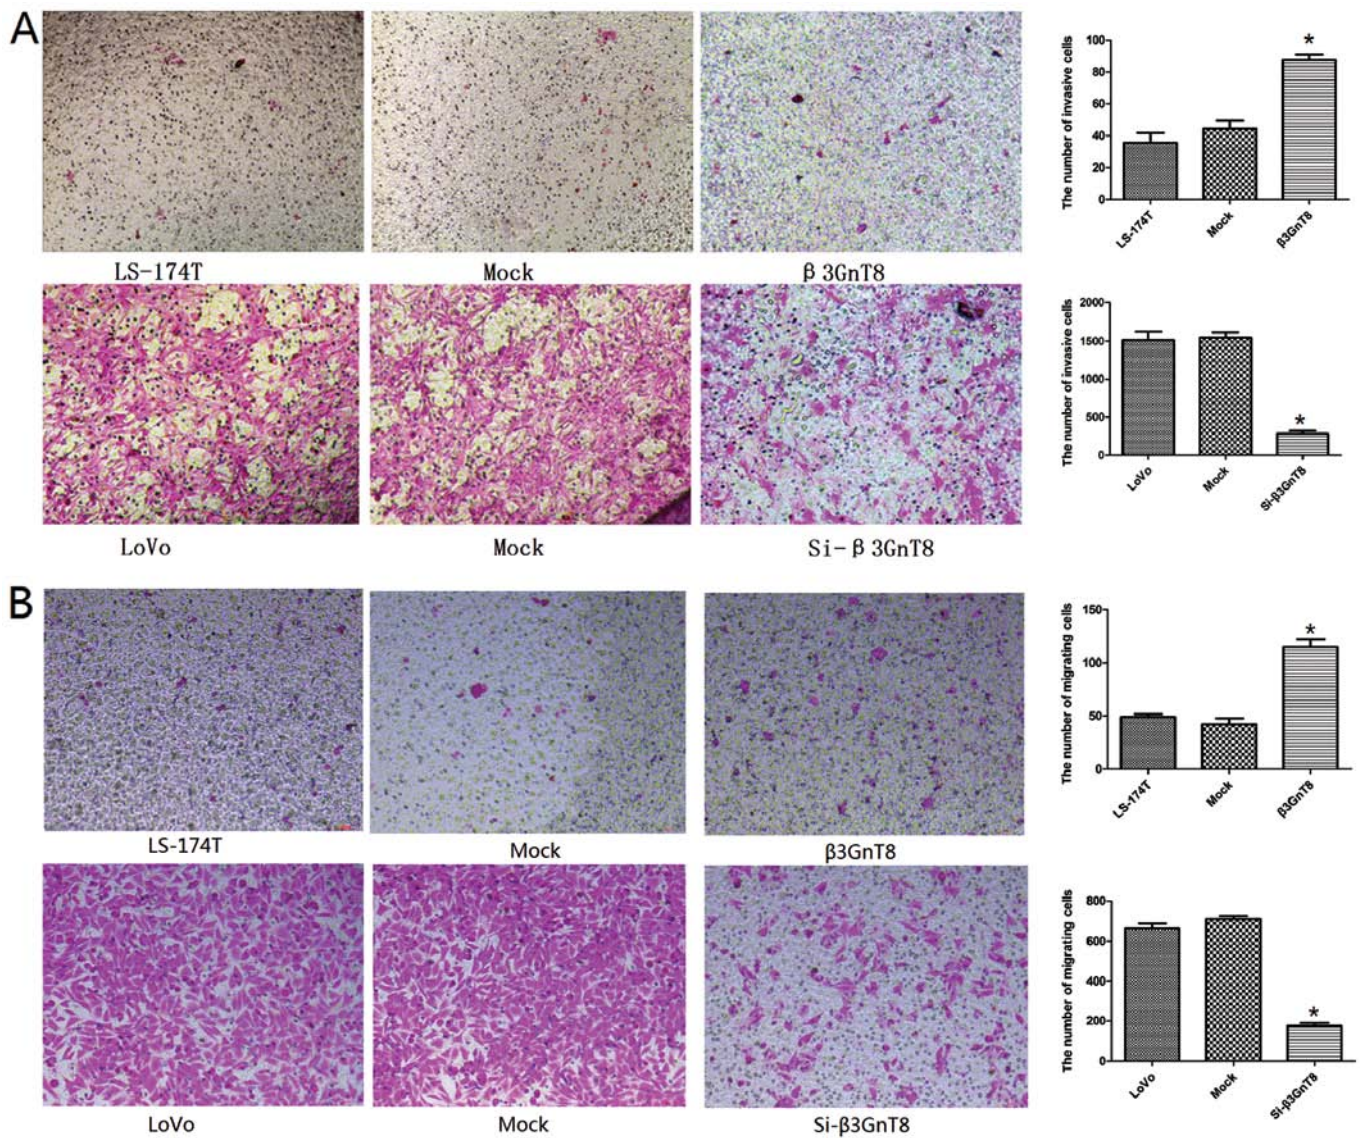 A
LS-174T
Mock
β3GnT8
The number of invasive cells
100
80
60
40
20
0
*
LS-174T
Mock
β3GnT8
LoVo
Mock
Si-β3GnT8
The number of invasive cells
2000
1500
1000
500
0
*
LoVo
Mock
Si-β3GnT8
B
LS-174T
Mock
β3GnT8
The number of migrating cells
150
100
50
0
*
LS-174T
Mock
β3GnT8
LoVo
Mock
Si-β3GnT8
The number of migrating cells
800
600
400
200
0
*
LoVo
Mock
Si-β3GnT8